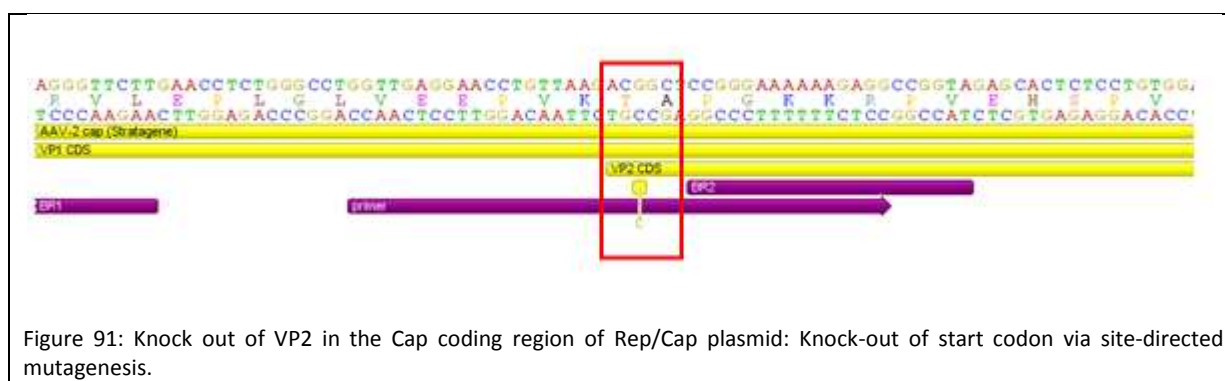 AGGGTTCTTGAACCTCTGGGCCTGGTTGAGGAACCTGTTAAGACGGCTCCGGGAAAAAAGAGGCCGGTAGAGCACTCTCCTGTGGA
R V L E P L G L V E E P V K T A P G K K R P V E H S P V
TCCCAAGAACTTGGAGACCCGGACCAACTCCTTGGACAATTCTGCCGAGGCCCTTTTTTCTCCGGCCATCTCGTGAGAGGACACC
AAV-2 cap (Stratagene)
VP1 CDS
VP2 CDS
BR2
BR1 primer
C
Figure 91: Knock out of VP2 in the Cap coding region of Rep/Cap plasmid: Knock-out of start codon via site-directed
mutagenesis.